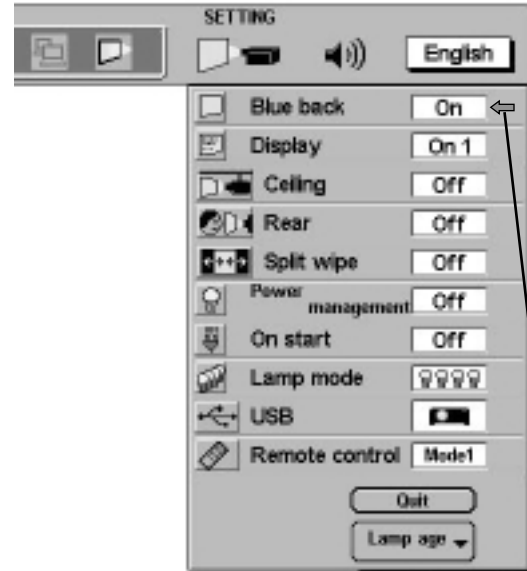 SETTING
English
Blue back On
Display On 1
Ceiling Off
Rear Off
Split wipe Off
Power management Off
On start Off
Lamp mode
USB
Remote control Mode1
Quit
Lamp age